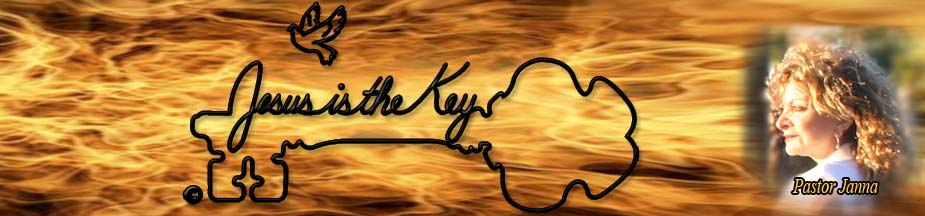 Jesus is the Key
Pastor Janna